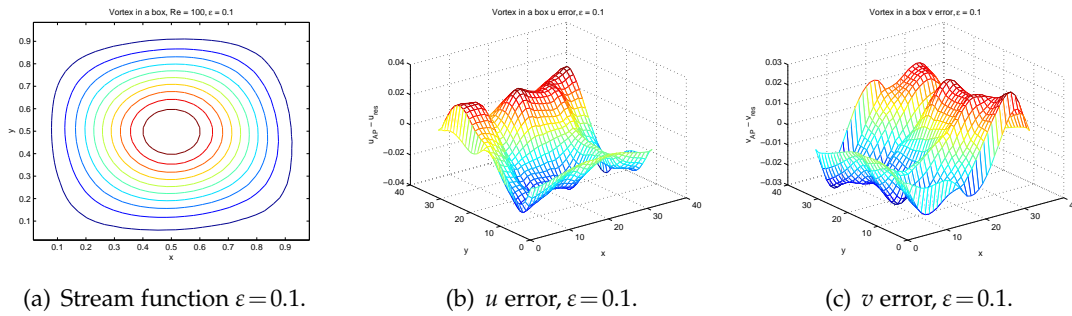 Vortex in a box, Re = 100, ε = 0.1
0.9
0.8
0.7
0.6
0.5
0.4
0.3
0.2
0.1
y
0.1 0.2 0.3 0.4 0.5 0.6 0.7 0.8 0.9
x
(a) Stream function ε=0.1.
Vortex in a box u error, ε = 0.1
0.04
0.02
0
−0.02
−0.04
u_AP − u_res
40
30
20
10
0
y
0
10
20
30
40
x
(b) u error, ε=0.1.
Vortex in a box v error, ε = 0.1
0.03
0.02
0.01
0
−0.01
−0.02
−0.03
v_AP − v_res
40
30
20
10
0
y
0
10
20
30
40
x
(c) v error, ε=0.1.